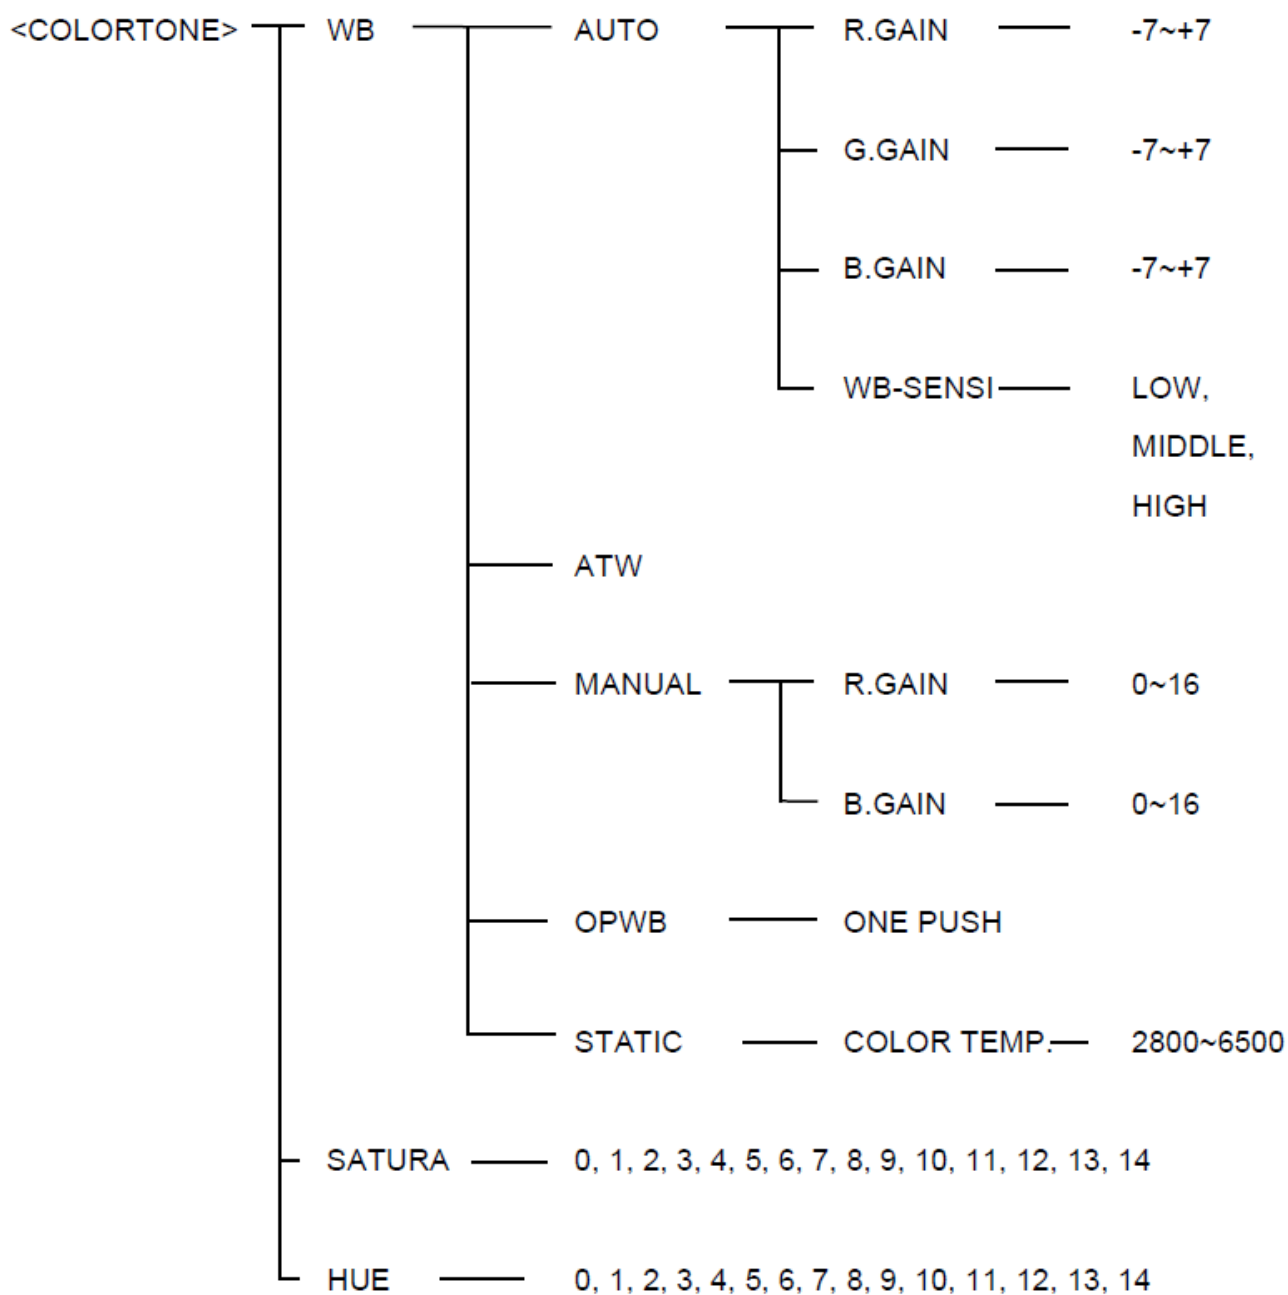 <COLORTONE> WB AUTO R.GAIN -7~+7
G.GAIN -7~+7
B.GAIN -7~+7
WB-SENSI LOW,
MIDDLE,
HIGH
ATW
MANUAL R.GAIN 0~16
B.GAIN 0~16
OPWB ONE PUSH
STATIC COLOR TEMP. 2800~6500
SATURA 0, 1, 2, 3, 4, 5, 6, 7, 8, 9, 10, 11, 12, 13, 14
HUE 0, 1, 2, 3, 4, 5, 6, 7, 8, 9, 10, 11, 12, 13, 14